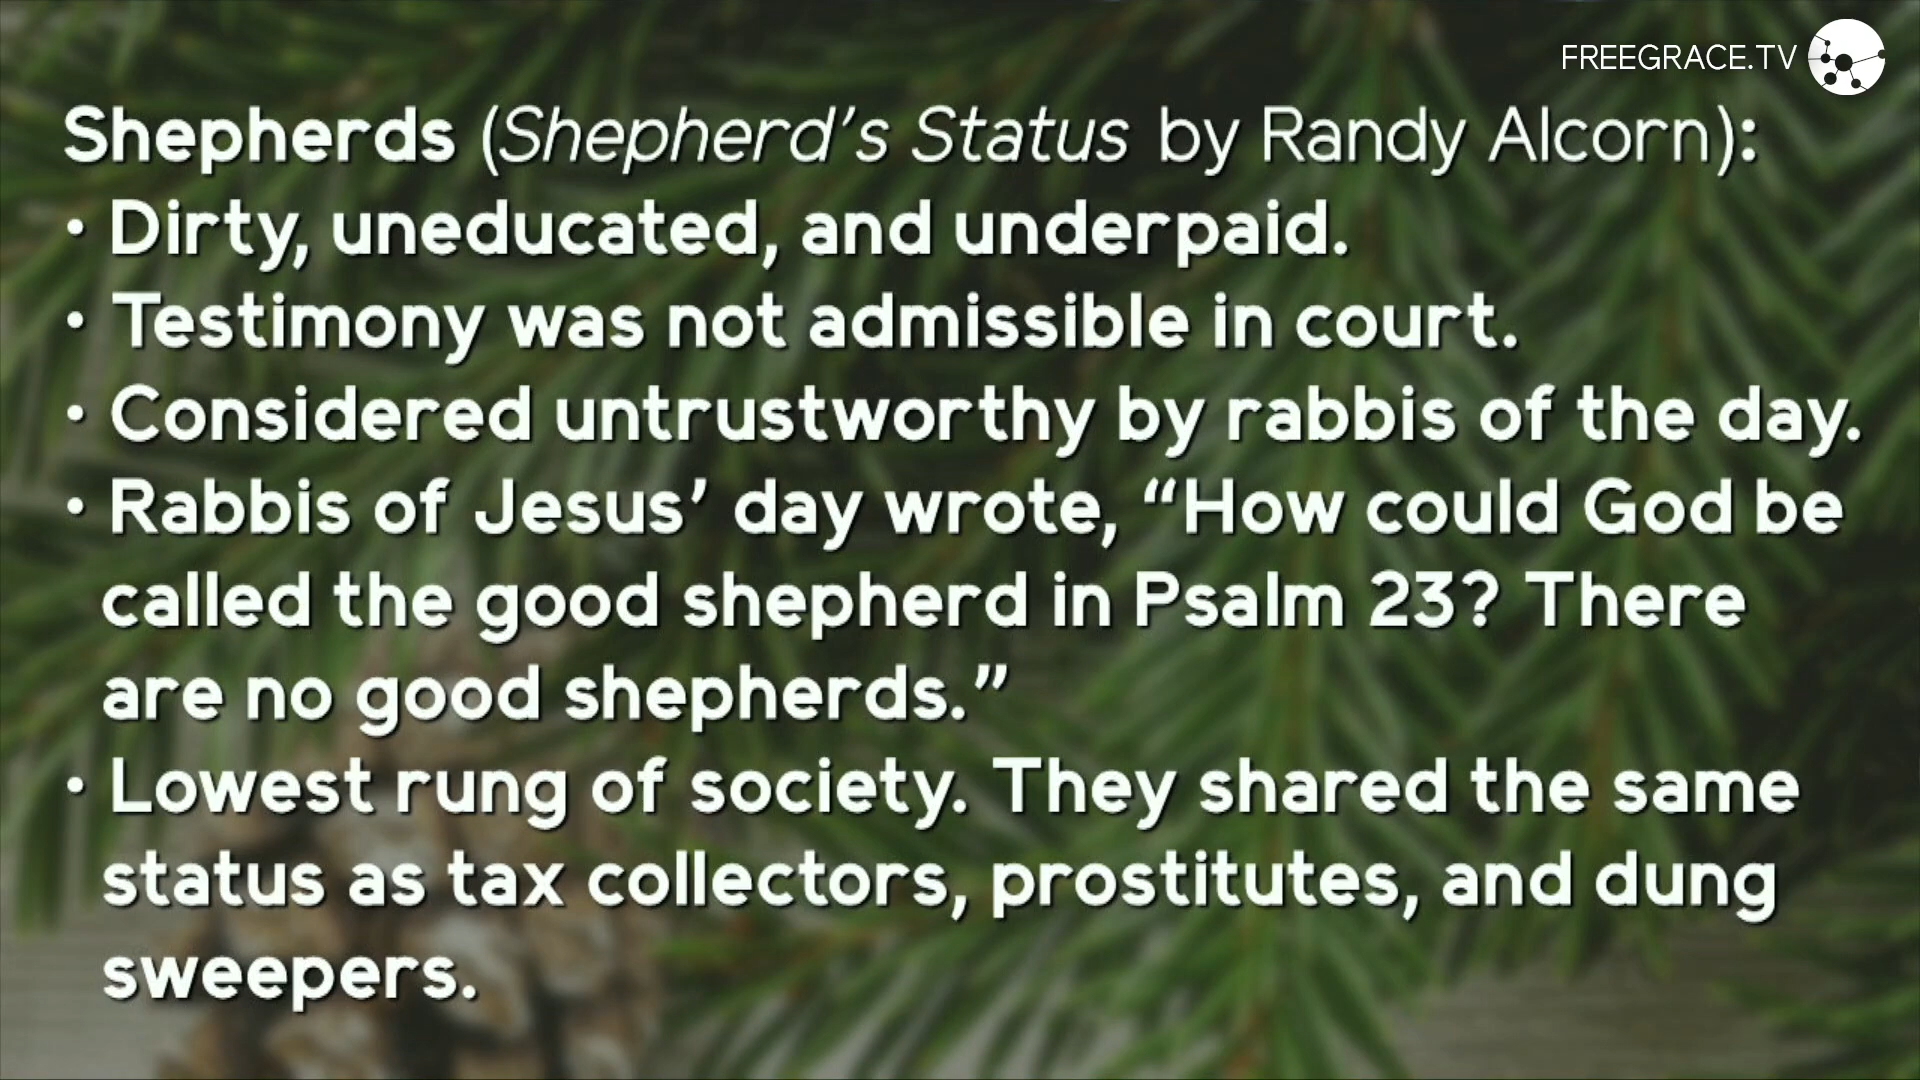 FREEGRACE.TV
Shepherds (Shepherd’s Status by Randy Alcorn):
• Dirty, uneducated, and underpaid.
• Testimony was not admissible in court.
• Considered untrustworthy by rabbis of the day.
• Rabbis of Jesus’ day wrote, “How could God be
called the good shepherd in Psalm 23? There
are no good shepherds.”
• Lowest rung of society. They shared the same
status as tax collectors, prostitutes, and dung
sweepers.